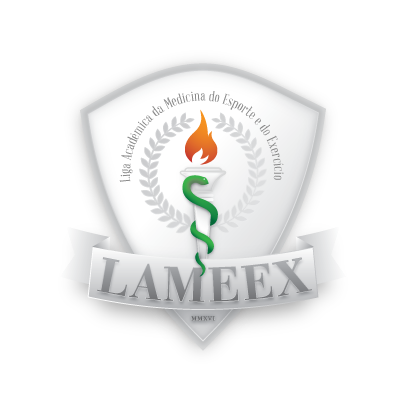 Liga Acadêmica da Medicina do Esporte e do Exercício
LAMEEX
MMXVI